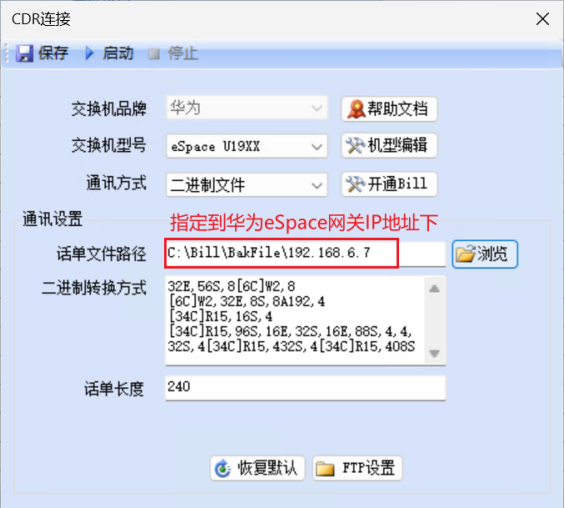 CDR连接
保存 启动 停止
交换机品牌 华为 帮助文档
交换机型号 eSpace U19XX 机型编辑
通讯方式 二进制文件 开通Bill
指定到华为eSpace网关IP地址下
通讯设置
话单文件路径 C:\Bill\BakFile\192.168.6.7 浏览
二进制转换方式 32E,56S,8[6C]W2,8
[6C]W2,32E,8S,8A192,4
[34C]R15,16S,4
[34C]R15,96S,16E,32S,16E,88S,4,4,
32S,4[34C]R15,432S,4[34C]R15,408S
话单长度 240
恢复默认 FTP设置